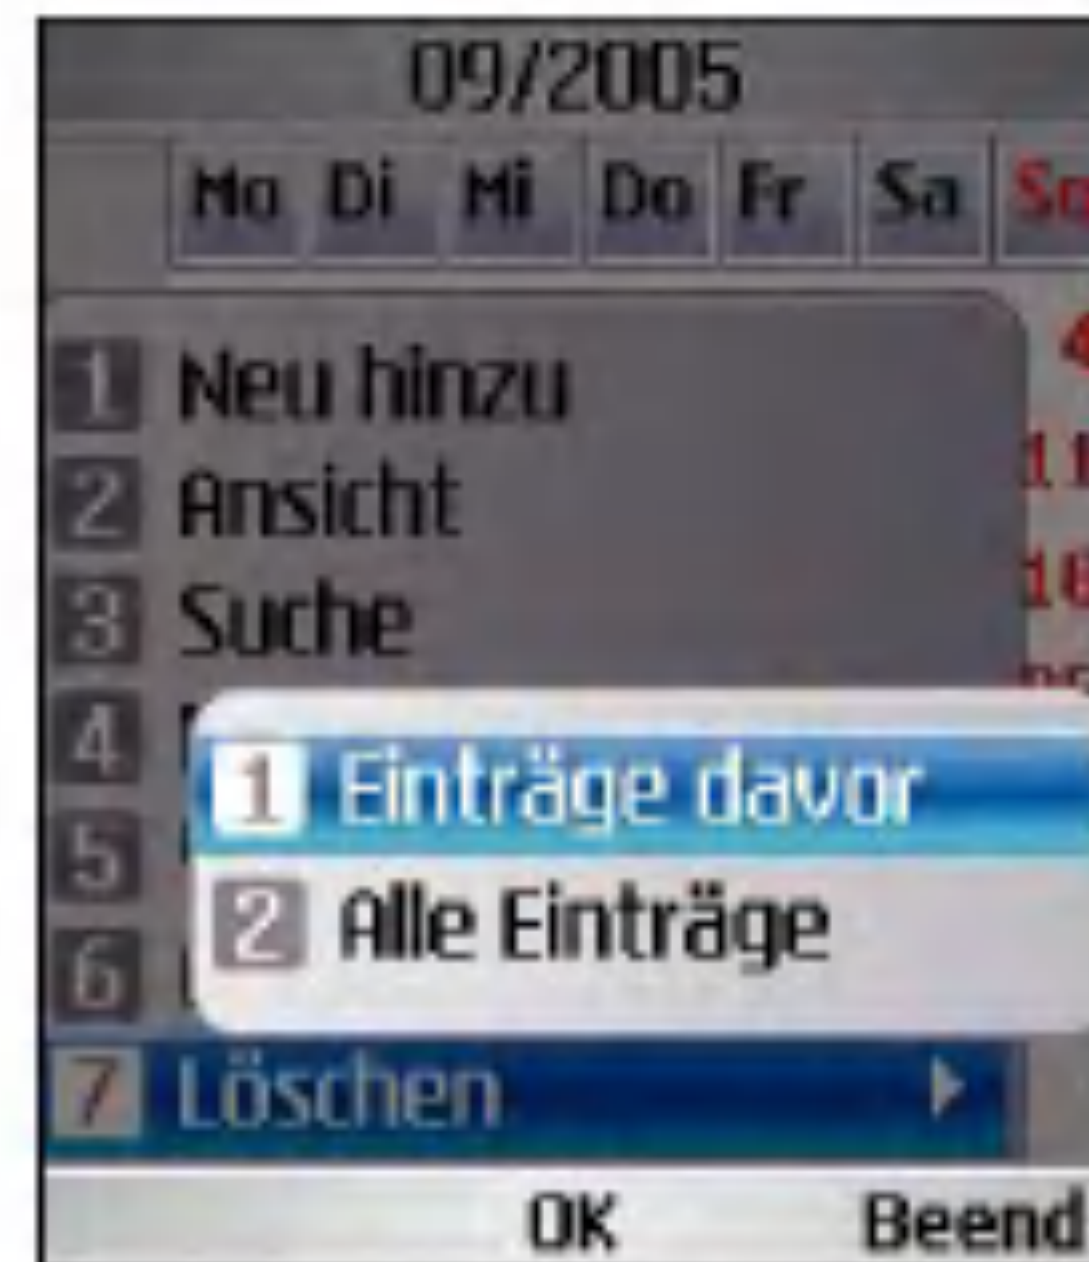 09/2005
Mo Di Mi Do Fr Sa So
1 Neu hinzu
2 Ansicht
3 Suche
4
5
6
1 Einträge davor
2 Alle Einträge
7 Löschen
OK Beend